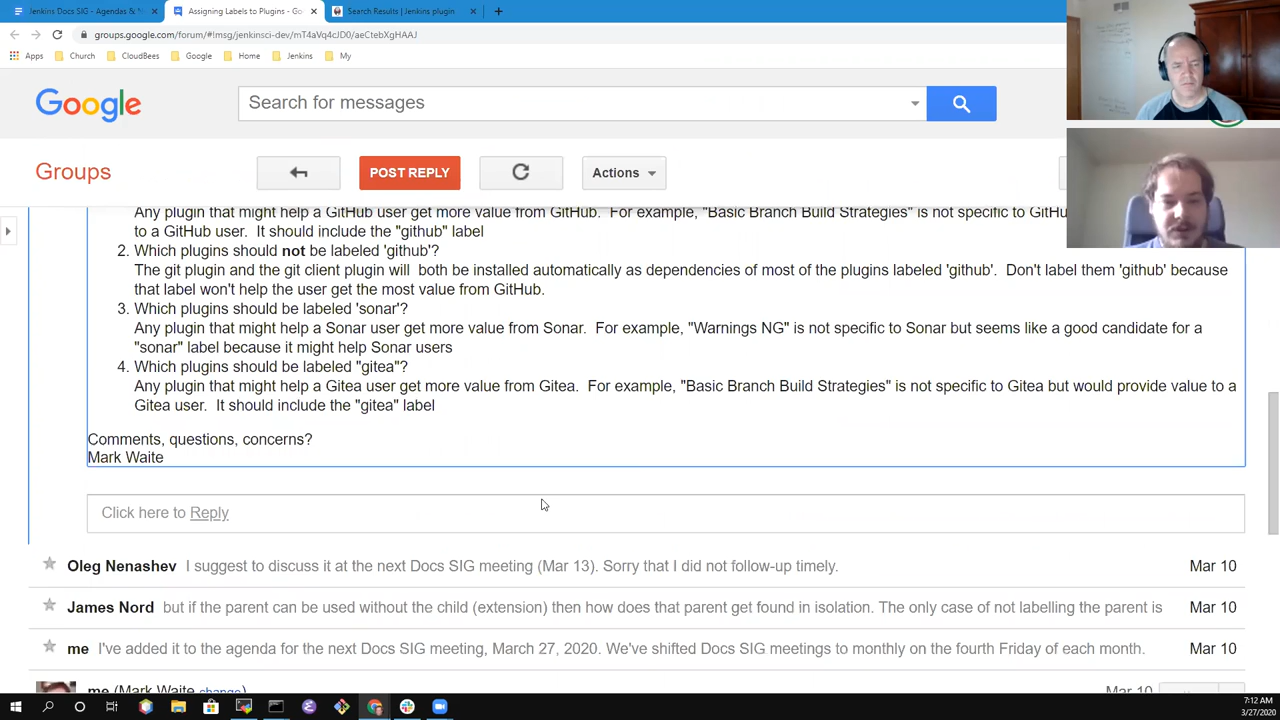 Jenkins Docs SIG - Agendas & N
Assigning Labels to Plugins - Go
Search Results | Jenkins plugin
groups.google.com/forum/#!msg/jenkinsci-dev/mT4aVq4cJD0/aeCtebXgHAAJ
Apps
Church
CloudBees
Google
Home
Jenkins
My
Google
Search for messages
Groups
POST REPLY
Actions
Any plugin that might help a GitHub user get more value from GitHub. For example, "Basic Branch Build Strategies" is not specific to GitHu
to a GitHub user. It should include the "github" label
2. Which plugins should not be labeled 'github'?
The git plugin and the git client plugin will both be installed automatically as dependencies of most of the plugins labeled 'github'. Don't label them 'github' because
that label won't help the user get the most value from GitHub.
3. Which plugins should be labeled 'sonar'?
Any plugin that might help a Sonar user get more value from Sonar. For example, "Warnings NG" is not specific to Sonar but seems like a good candidate for a
"sonar" label because it might help Sonar users
4. Which plugins should be labeled "gitea"?
Any plugin that might help a Gitea user get more value from Gitea. For example, "Basic Branch Build Strategies" is not specific to Gitea but would provide value to a
Gitea user. It should include the "gitea" label
Comments, questions, concerns?
Mark Waite
Click here to Reply
Oleg Nenashev I suggest to discuss it at the next Docs SIG meeting (Mar 13). Sorry that I did not follow-up timely. Mar 10
James Nord but if the parent can be used without the child (extension) then how does that parent get found in isolation. The only case of not labelling the parent is Mar 10
me I've added it to the agenda for the next Docs SIG meeting, March 27, 2020. We've shifted Docs SIG meetings to monthly on the fourth Friday of each month. Mar 10
me (Mark Waite change) Mar 10
7:12 AM
3/27/2020